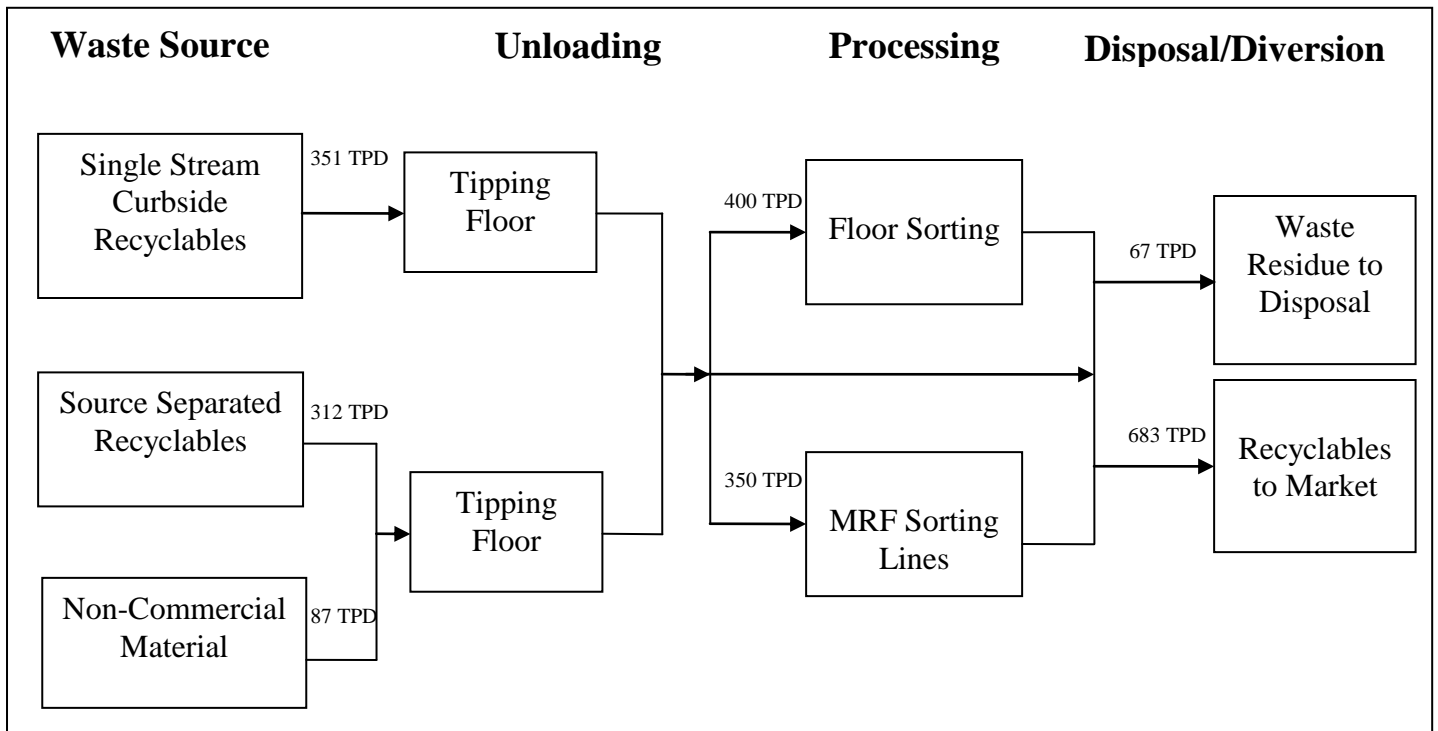 Waste Source
Unloading
Processing
Disposal/Diversion
Single Stream
Curbside
Recyclables
351 TPD
Tipping
Floor
400 TPD
Floor Sorting
67 TPD
Waste
Residue to
Disposal
Source Separated
Recyclables
312 TPD
Tipping
Floor
350 TPD
MRF Sorting
Lines
683 TPD
Recyclables
to Market
Non-Commercial
Material
87 TPD